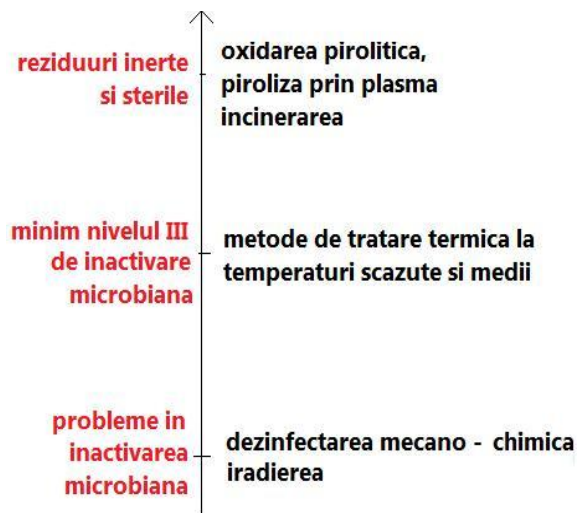 reziduuri inerte
si sterile
oxidarea pirolitica,
piroliza prin plasma
incinerarea
minim nivelul III
de inactivare
microbiana
metode de tratare termica la
temperaturi scazute si medii
probleme in
inactivarea
microbiana
dezinfectarea mecano - chimica
iradierea